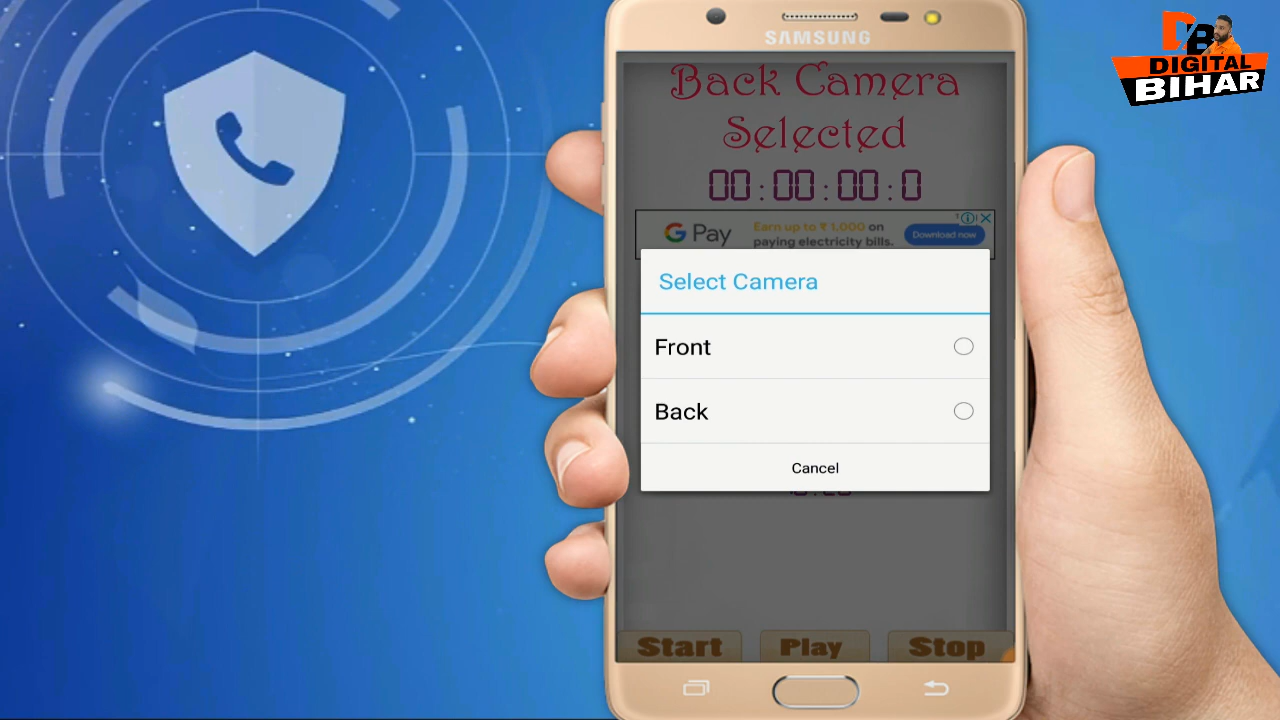 DB
DIGITAL
BIHAR
SAMSUNG
Back Camera
Selected
00:00:00:0
G Pay
Earn up to ₹ 1,000 on
paying electricity bills.
Download now
Select Camera
Front
Back
Cancel
Start
Play
Stop